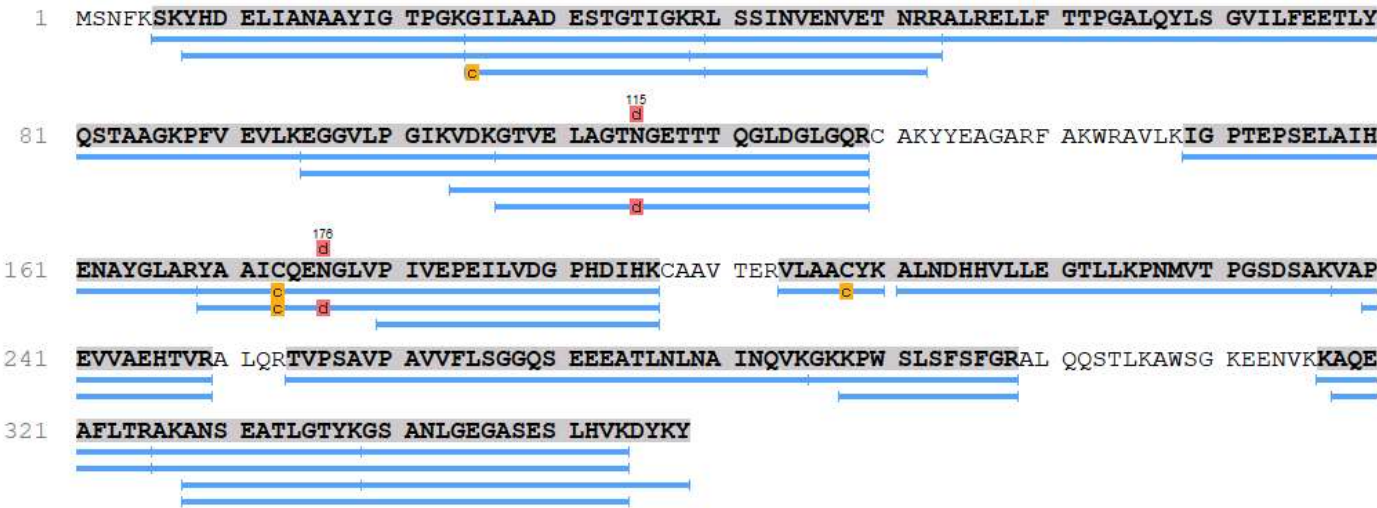 1 MSNFKSKYHD ELIANAAYIG TPGKGILAAD ESTGTIGKRL SSINVENVET NRRALRELLF TTPGALQYLS GVILFEETLY
c
115
d
81 QSTAAGKPFV EVLKEGGVLP GIKVDKGTVE LAGTNGETTT QGLDGLGQRC AKYYEAGARF AKWRAVLKIG PTEPSELAIH
d
176
d
161 ENAYGLARYA AICQENGLVP IVEPEILVDG PHDIHKCAAV TERVLAACYK ALNDHHVLLE GTLLKPNMVT PGSDSAKVAP
c c
c d
241 EVVAEHTVRA LQRTVPSAVP AVVFLSGGQS EEEATLNLNA INQVKGKKPW SLSFSFGRAL QQSTLKAWSG KEENVKKAQE
321 AFLTRAKANS EATLGTYKGS ANLGEGASES LHVKDYKY